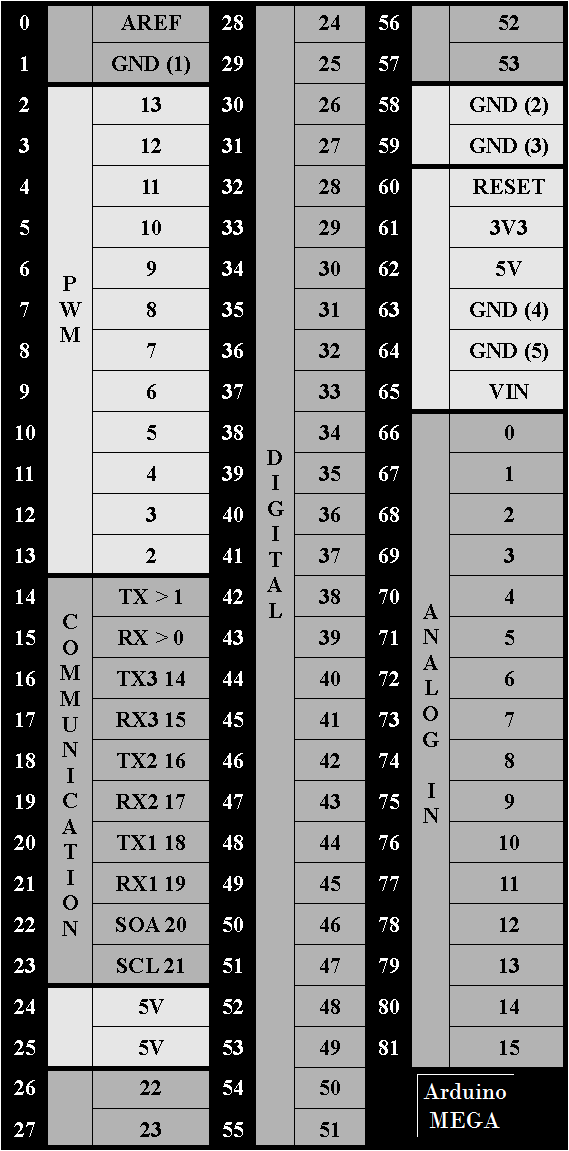 0 AREF
1 GND (1)
2 13
3 12
4 11
5 10
6 9
7 8
8 7
9 6
10 5
11 4
12 3
13 2
PWM
14 TX > 1
15 RX > 0
16 TX3 14
17 RX3 15
18 TX2 16
19 RX2 17
20 TX1 18
21 RX1 19
22 SOA 20
23 SCL 21
COMMUNICATION
24 5V
25 5V
26 22
27 23
28 24
29 25
30 26
31 27
32 28
33 29
34 30
35 31
36 32
37 33
38 34
39 35
40 36
41 37
42 38
43 39
44 40
45 41
46 42
47 43
48 44
49 45
50 46
51 47
52 48
53 49
54 50
55 51
DIGITAL
56 52
57 53
58 GND (2)
59 GND (3)
60 RESET
61 3V3
62 5V
63 GND (4)
64 GND (5)
65 VIN
66 0
67 1
68 2
69 3
70 4
71 5
72 6
73 7
74 8
75 9
76 10
77 11
78 12
79 13
80 14
81 15
ANALOG IN
Arduino
MEGA